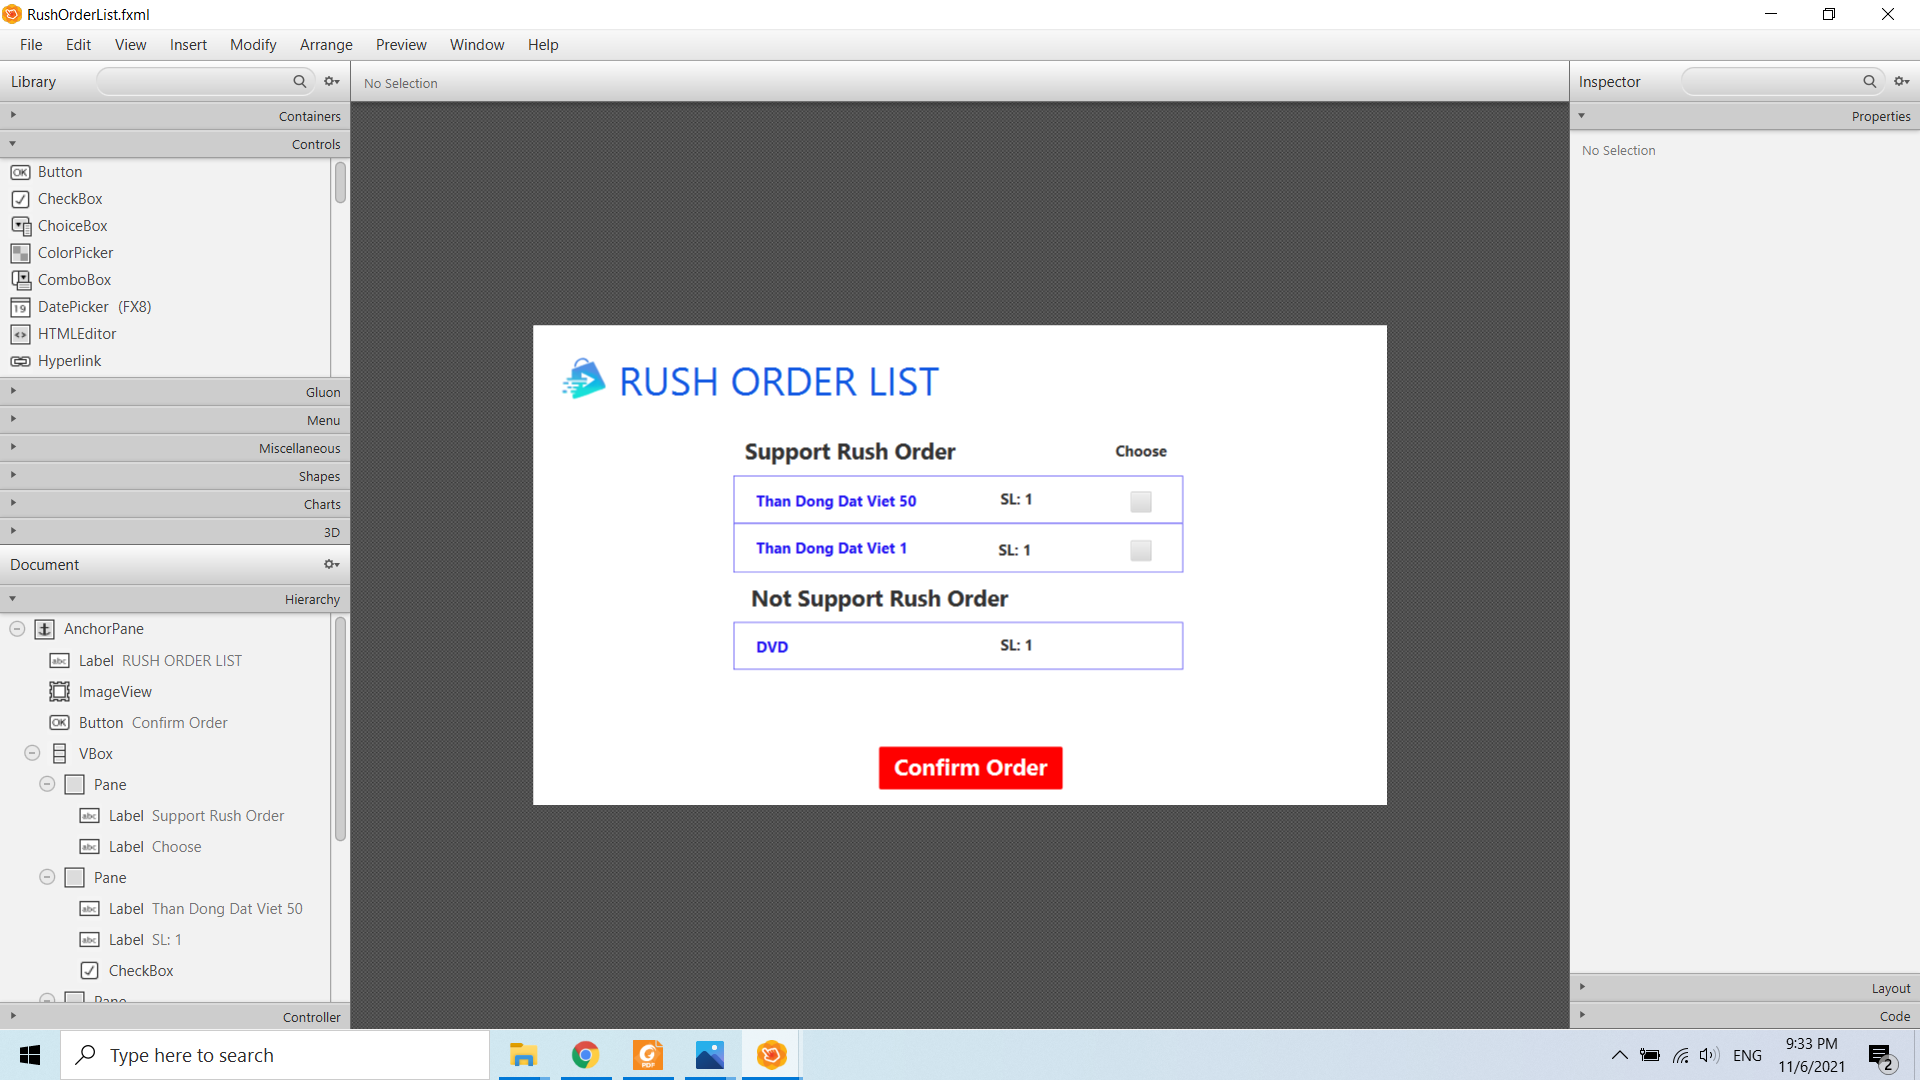 RushOrderList.fxml
File Edit View Insert Modify Arrange Preview Window Help
Library
No Selection
Inspector
Containers
Properties
Controls
No Selection
Button
CheckBox
ChoiceBox
ColorPicker
ComboBox
DatePicker (FX8)
HTMLEditor
Hyperlink
Gluon
Menu
Miscellaneous
Shapes
Charts
3D
Document
Hierarchy
AnchorPane
Label RUSH ORDER LIST
ImageView
Button Confirm Order
VBox
Pane
Label Support Rush Order
Label Choose
Pane
Label Than Dong Dat Viet 50
Label SL: 1
CheckBox
Pane
Controller
RUSH ORDER LIST
Support Rush Order Choose
Than Dong Dat Viet 50 SL: 1
Than Dong Dat Viet 1 SL: 1
Not Support Rush Order
DVD SL: 1
Confirm Order
Layout
Code
Type here to search
PDF
ENG
9:33 PM
11/6/2021
2